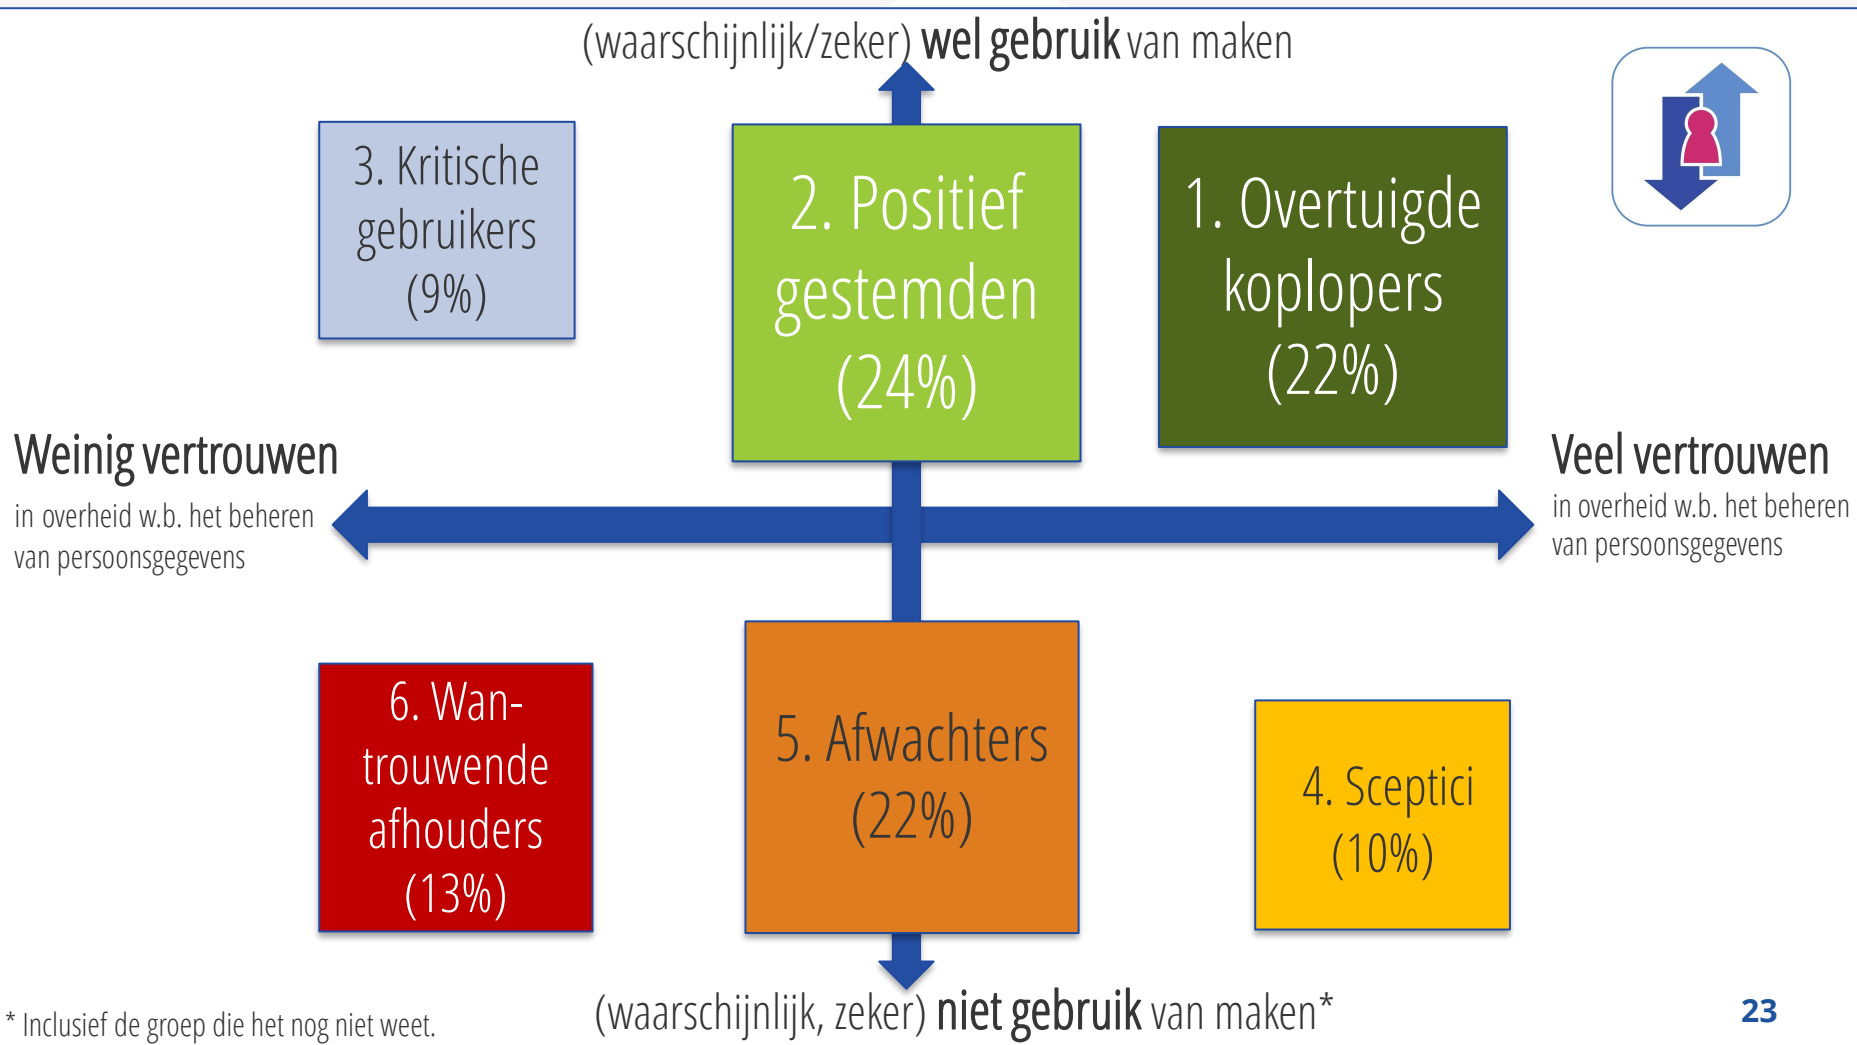 (waarschijnlijk/zeker) wel gebruik van maken
3. Kritische
gebruikers
(9%)
2. Positief
gestemden
(24%)
1. Overtuigde
koplopers
(22%)
Weinig vertrouwen
in overheid w.b. het beheren
van persoonsgegevens
Veel vertrouwen
in overheid w.b. het beheren
van persoonsgegevens
6. Wan-
trouwende
afhouders
(13%)
5. Afwachters
(22%)
4. Sceptici
(10%)
(waarschijnlijk, zeker) niet gebruik van maken*
* Inclusief de groep die het nog niet weet.
23